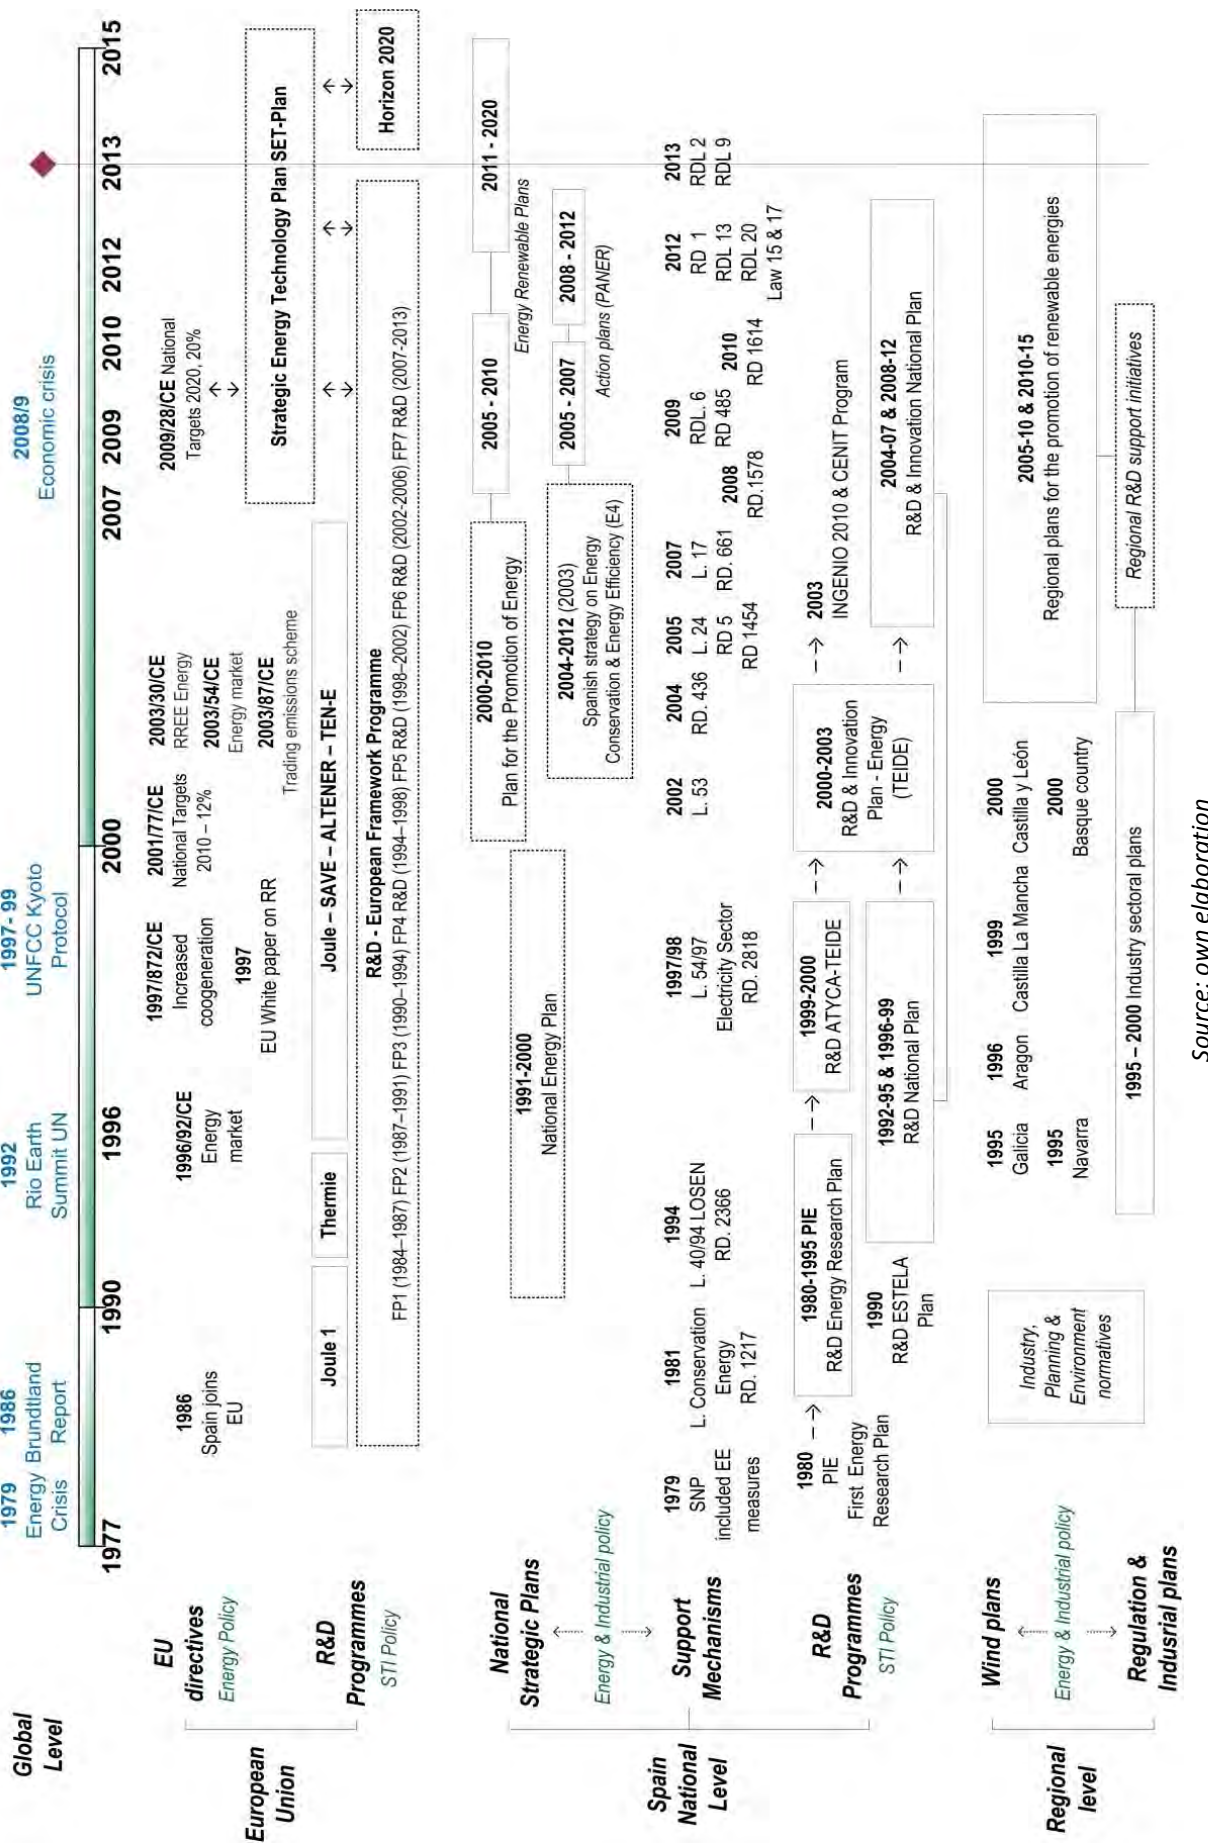 Global
Level
1979
Energy
Crisis
1986
Brundtland
Report
1992
Rio Earth
Summit UN
1997- 99
UNFCC Kyoto
Protocol
2008/9
Economic crisis
1977
1990
1996
2000
2007
2009
2010
2012
2013
2015
European
Union
EU
directives
Energy Policy
1986
Spain joins
EU
1996/92/CE
Energy
market
1997/872/CE
Increased
coogeneration
1997
EU White paper on RR
2001/77/CE
National Targets
2010 – 12%
2003/30/CE
RREE Energy
2003/54/CE
Energy market
2003/87/CE
Trading emissions scheme
2009/28/CE National
Targets 2020, 20%
Strategic Energy Technology Plan SET-Plan
R&D
Programmes
STI Policy
Joule 1
Thermie
Joule – SAVE – ALTENER – TEN-E
R&D - European Framework Programme
FP1 (1984–1987) FP2 (1987–1991) FP3 (1990–1994) FP4 R&D (1994–1998) FP5 R&D (1998–2002) FP6 R&D (2002-2006) FP7 R&D (2007-2013)
Horizon 2020
Spain
National
Level
National
Strategic Plans
Energy & Industrial policy
1991-2000
National Energy Plan
2000-2010
Plan for the Promotion of Energy
2005 - 2010
2011 - 2020
Energy Renewable Plans
2004-2012 (2003)
Spanish strategy on Energy
Conservation & Energy Efficiency (E4)
2005 - 2007
2008 - 2012
Action plans (PANER)
Support
Mechanisms
1979
SNP
included EE
measures
1981
L. Conservation
Energy
RD. 1217
1994
L. 40/94 LOSEN
RD. 2366
1997/98
L. 54/97
Electricity Sector
RD. 2818
2002
L. 53
2004
RD. 436
2005
L. 24
RD 5
RD 1454
2007
L. 17
RD. 661
2008
RD.1578
2009
RDL. 6
RD 485
2010
RD 1614
2012
RD 1
RDL 13
RDL 20
Law 15 & 17
2013
RDL 2
RDL 9
R&D
Programmes
STI Policy
1980
PIE
First Energy
Research Plan
1980-1995 PIE
R&D Energy Research Plan
1990
R&D ESTELA
Plan
1999-2000
R&D ATYCA-TEIDE
1992-95 & 1996-99
R&D National Plan
2000-2003
R&D & Innovation
Plan - Energy
(TEIDE)
2003
INGENIO 2010 & CENIT Program
2004-07 & 2008-12
R&D & Innovation National Plan
Regional
level
Wind plans
Energy & Industrial policy
Regulation &
Indusrial plans
Industry,
Planning &
Environment
normatives
1995
Galicia
1995
Navarra
1996
Aragon
1999
Castilla La Mancha
2000
Castilla y León
2000
Basque country
2005-10 & 2010-15
Regional plans for the promotion of renewable energies
1995 – 2000 Industry sectoral plans
Regional R&D support initiatives
Source: own elaboration